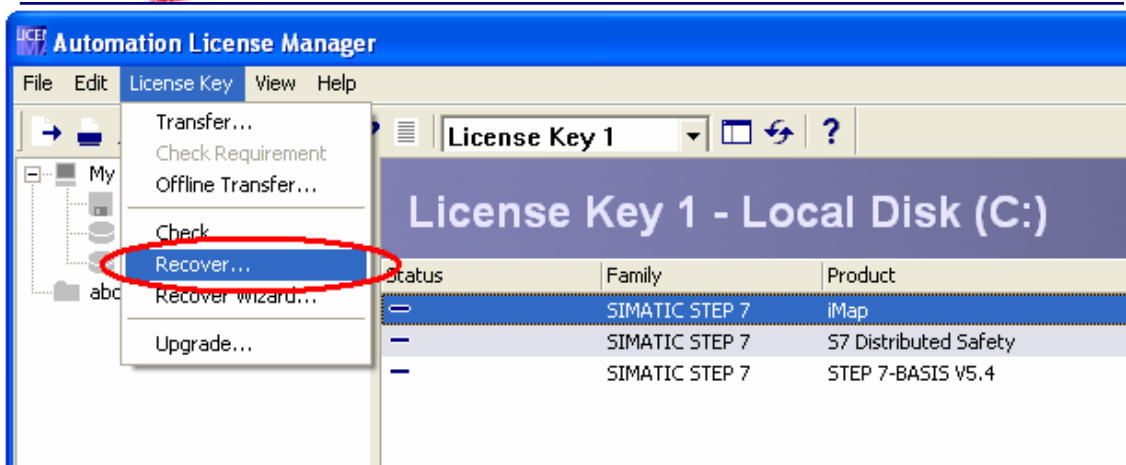 Automation License Manager
File Edit License Key View Help
Transfer...
Check Requirement
Offline Transfer...
Check
Recover...
Recover Wizard...
Upgrade...
License Key 1
?
My
abc
License Key 1 - Local Disk (C:)
Status Family Product
SIMATIC STEP 7 iMap
SIMATIC STEP 7 S7 Distributed Safety
SIMATIC STEP 7 STEP 7-BASIS V5.4